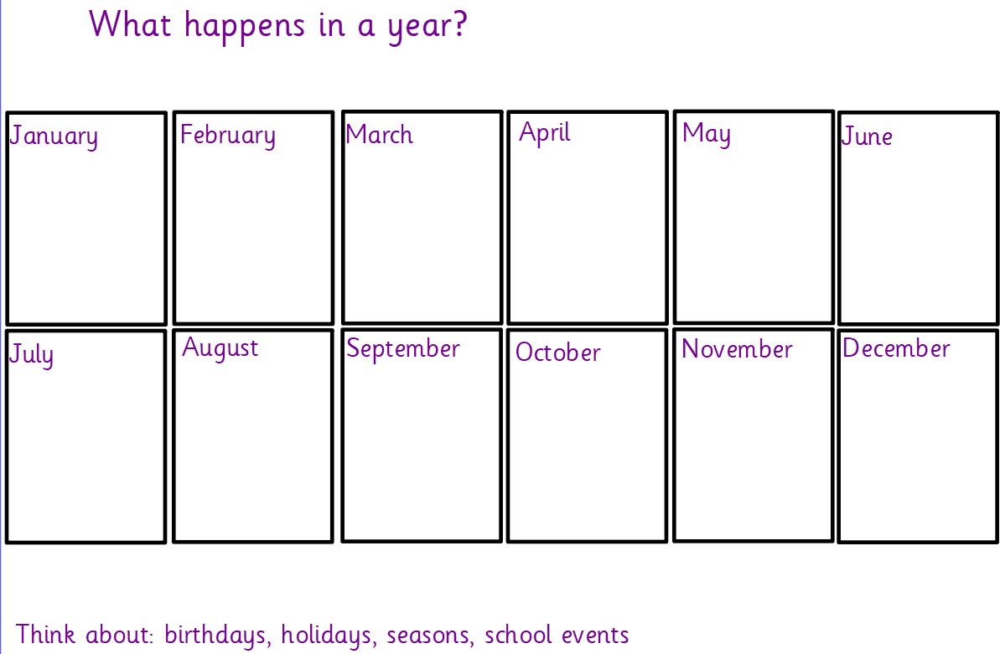 What happens in a year?
January February March April May June
July August September October November December
Think about: birthdays, holidays, seasons, school events